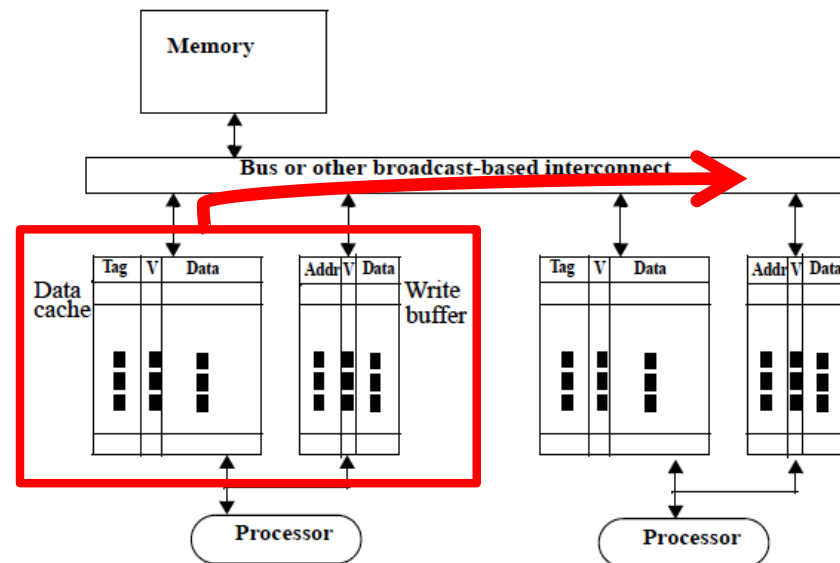 Memory
Bus or other broadcast-based interconnect
Tag V Data
Addr V Data
Tag V Data
Addr V Data
Data
cache
Write
buffer
Processor
Processor